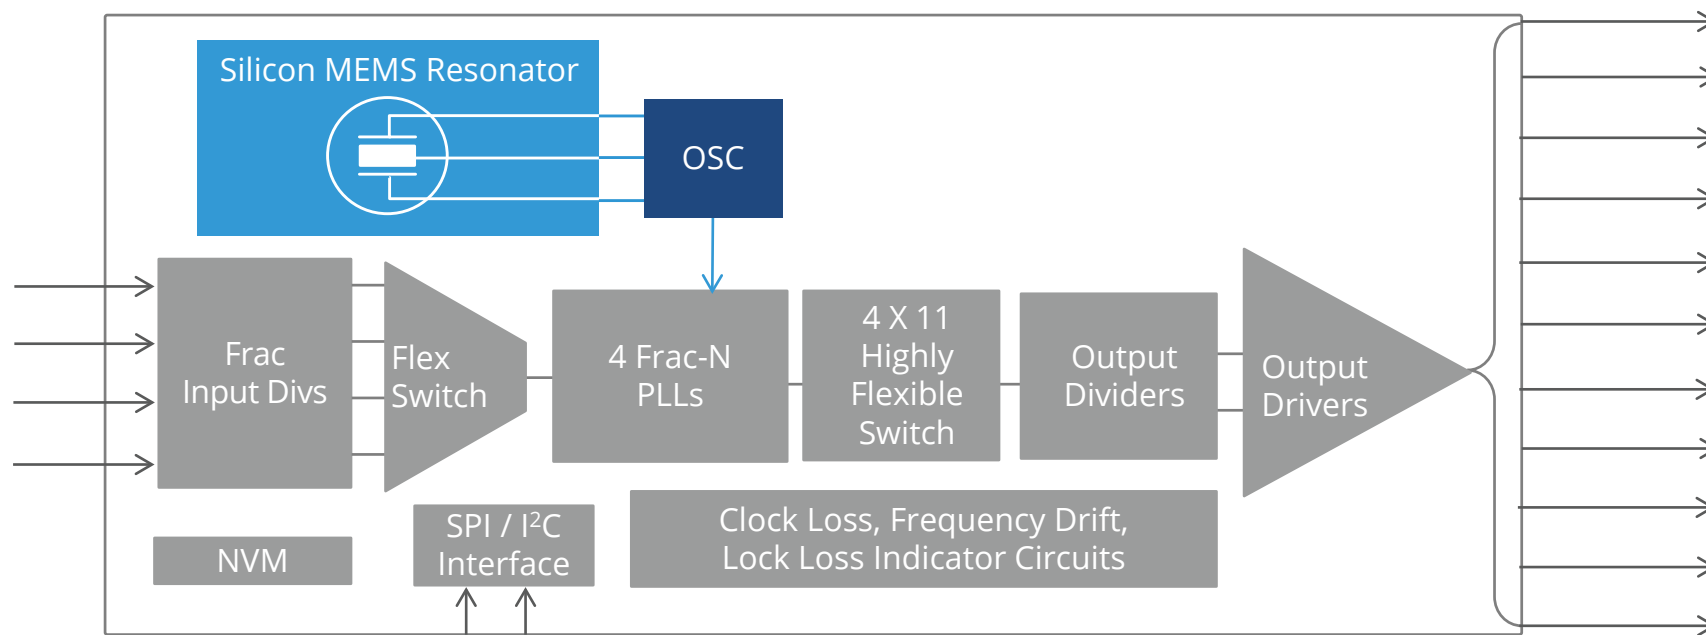 Silicon MEMS Resonator
OSC
Frac
Input Divs
Flex
Switch
4 Frac-N
PLLs
4 X 11
Highly
Flexible
Switch
Output
Dividers
Output
Drivers
NVM
SPI / I²C
Interface
Clock Loss, Frequency Drift,
Lock Loss Indicator Circuits